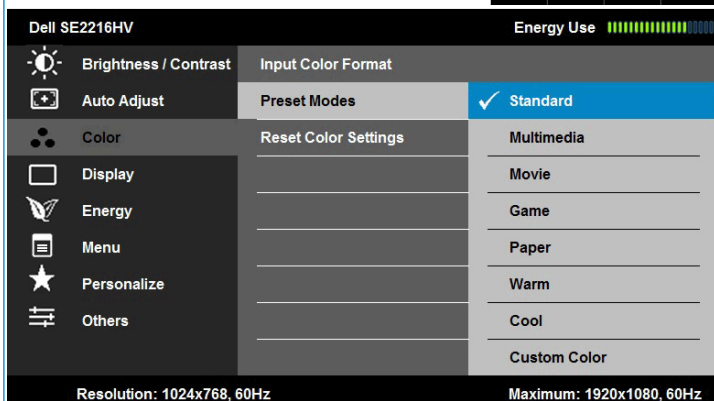 Dell SE2216HV Energy Use
Brightness / Contrast Input Color Format
Auto Adjust Preset Modes Standard
Color Reset Color Settings Multimedia
Display Movie
Energy Game
Menu Paper
Personalize Warm
Others Cool
Custom Color
Resolution: 1024x768, 60Hz Maximum: 1920x1080, 60Hz